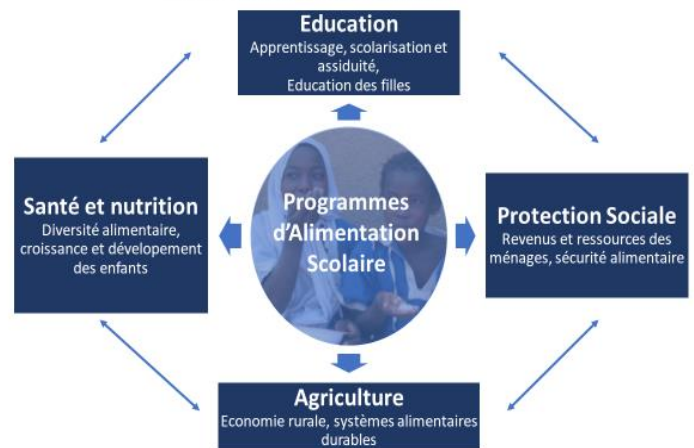 Education
Apprentissage, scolarisation et
assiduité,
Education des filles
Santé et nutrition
Diversité alimentaire,
croissance et dévelopement
des enfants
Programmes
d'Alimentation
Scolaire
Protection Sociale
Revenus et ressources des
ménages, sécurité alimentaire
Agriculture
Economie rurale, systèmes alimentaires
durables